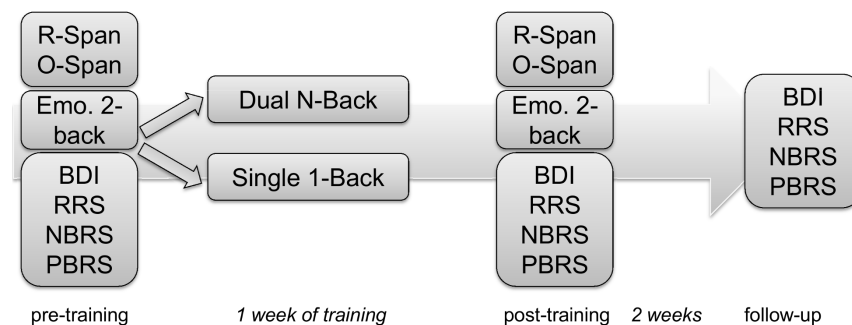 R-Span
O-Span
Emo. 2-
back
BDI
RRS
NBRS
PBRS
Dual N-Back
Single 1-Back
R-Span
O-Span
Emo. 2-
back
BDI
RRS
NBRS
PBRS
BDI
RRS
NBRS
PBRS
pre-training
1 week of training
post-training
2 weeks
follow-up